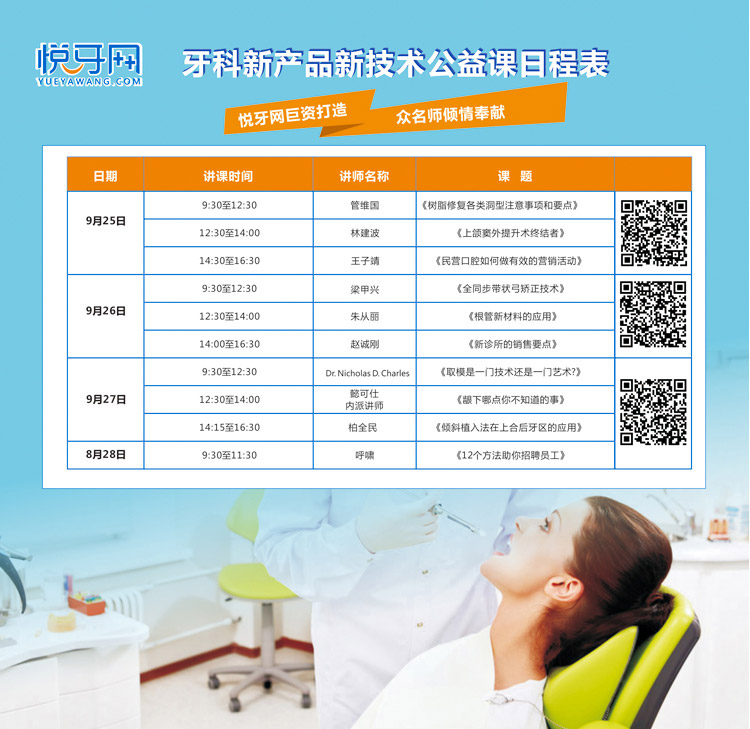 悦牙网
YUEYAWANG.COM
牙科新产品新技术公益课日程表
悦牙网巨资打造 众名师倾情奉献
日期 讲课时间 讲师名称 课 题
9月25日
9:30至12:30 管维国 《树脂修复各类洞型注意事项和要点》
12:30至14:00 林建波 《上颌窦外提升术终结者》
14:30至16:30 王子靖 《民营口腔如何做有效的营销活动》
9月26日
9:30至12:30 梁甲兴 《全同步带状弓矫正技术》
12:30至14:00 朱从丽 《根管新材料的应用》
14:00至16:30 赵诚刚 《新诊所的销售要点》
9月27日
9:30至12:30 Dr. Nicholas D. Charles 《取模是一门技术还是一门艺术?》
12:30至14:00 懿可仕 《龈下哪点你不知道的事》
内派讲师
14:15至16:30 柏全民 《倾斜植入法在上合后牙区的应用》
8月28日 9:30至11:30 呼啸 《12个方法助你招聘员工》